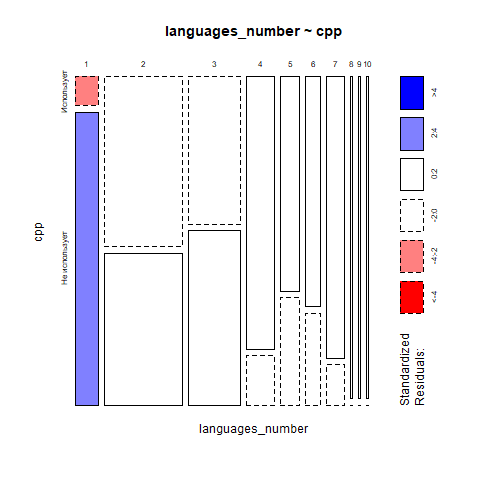 languages_number ~ cpp
1 2 3 4 5 6 7 8 9 10
Использует
Не использует
cpp
languages_number
>4
2:4
0:2
-2:0
-4:-2
<-4
Standardized
Residuals: